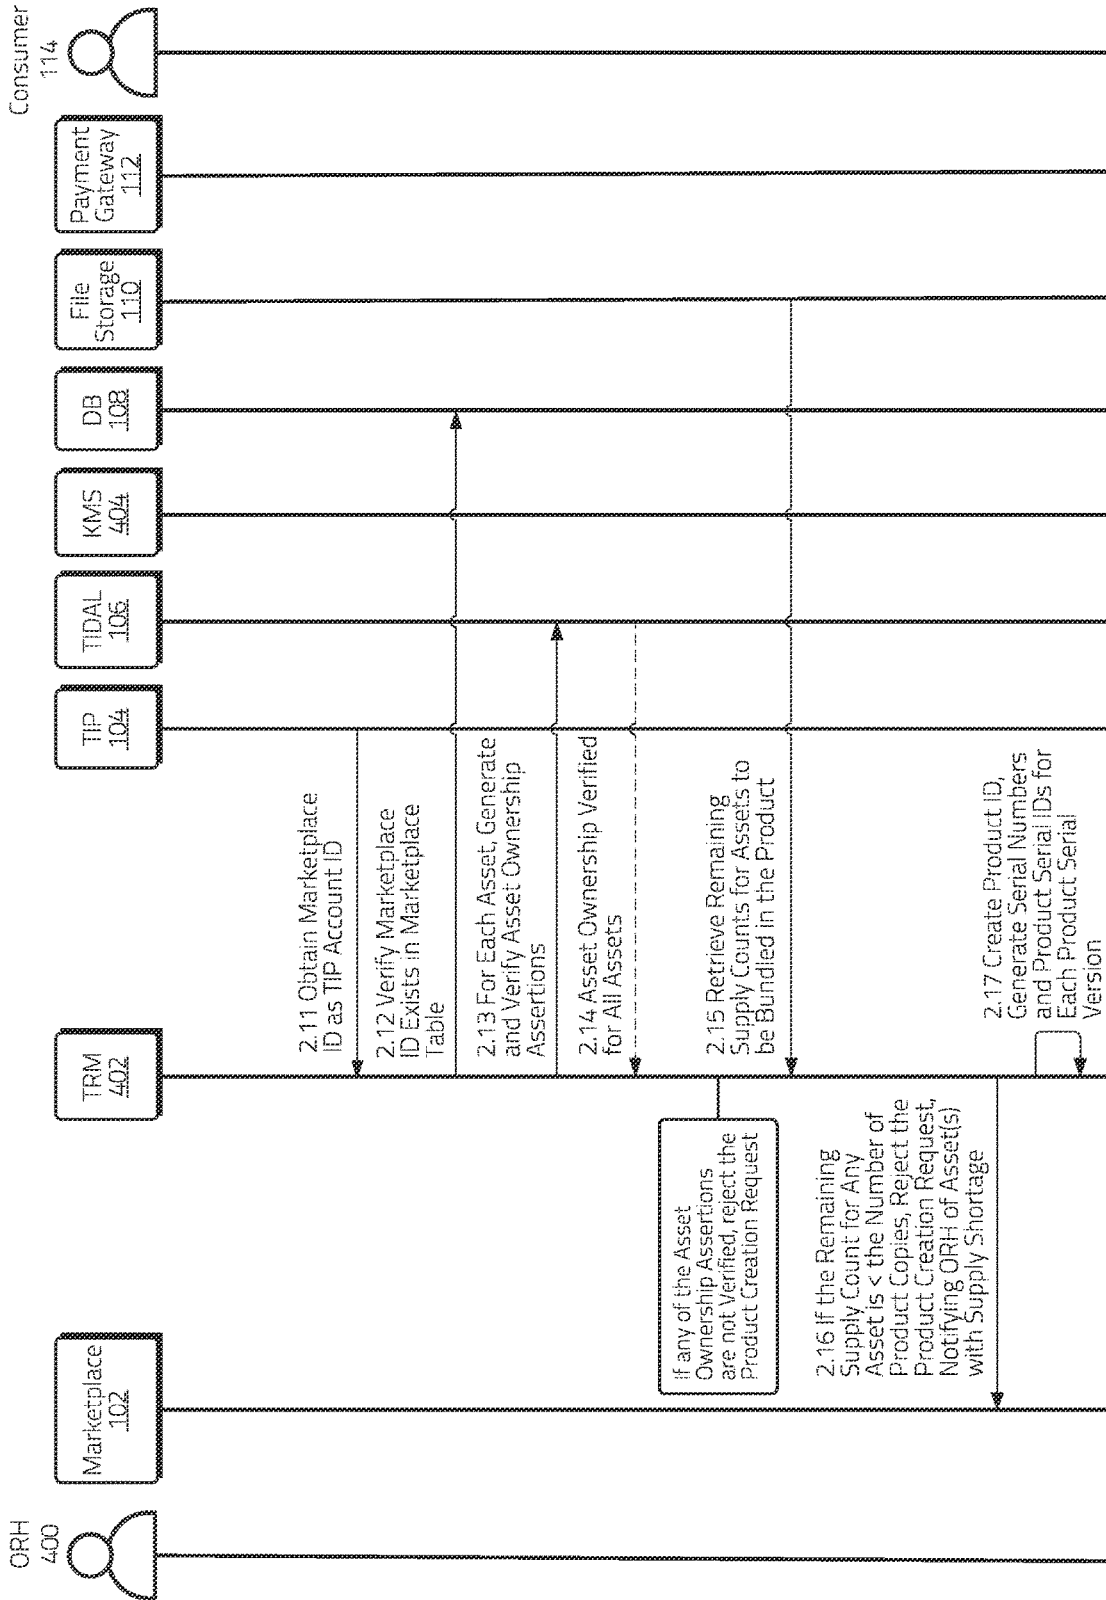 ORH
400
Marketplace
102
TRM
402
TIP
104
TIDAL
106
KMS
404
DB
108
File
Storage
110
Payment
Gateway
112
Consumer
114
2.11 Obtain Marketplace
ID as TIP Account ID
2.12 Verify Marketplace
ID Exists in Marketplace
Table
2.13 For Each Asset, Generate
and Verify Asset Ownership
Assertions
2.14 Asset Ownership Verified
for All Assets
If any of the Asset
Ownership Assertions
are not Verified, reject the
Product Creation Request
2.15 Retrieve Remaining
Supply Counts for Assets to
be Bundled in the Product
2.16 If the Remaining
Supply Count for Any
Asset is < the Number of
Product Copies, Reject the
Product Creation Request,
Notifying ORH of Asset(s)
with Supply Shortage
2.17 Create Product ID,
Generate Serial Numbers
and Product Serial IDs for
Each Product Serial
Version